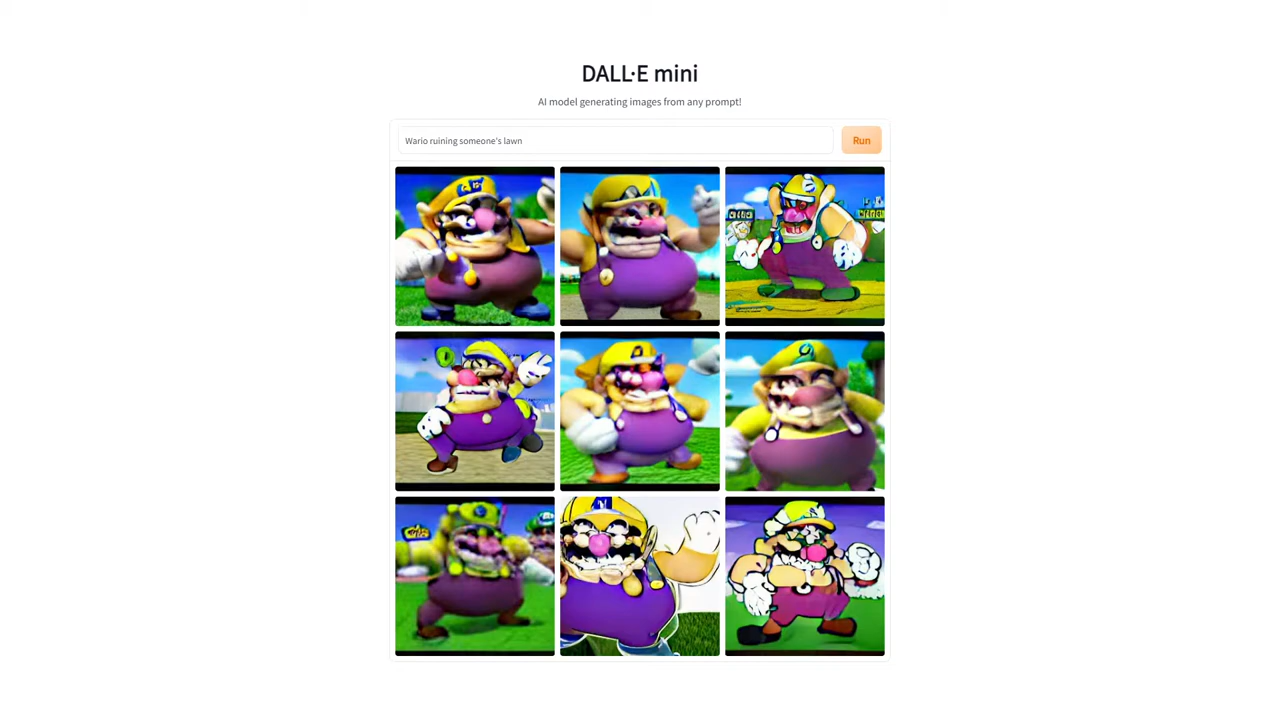 DALL·E mini
AI model generating images from any prompt!
Wario ruining someone's lawn
Run